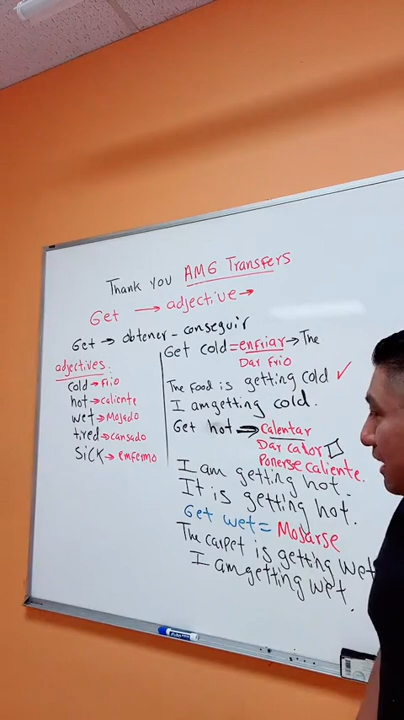 Thank you AMG Transfers
Get → adjective →
Get → obtener - conseguir
adjectives:
cold → Frio
hot → caliente
wet → Mojado
tired → cansado
SiCK → emfermo
Get cold = enfriar → The
Dar frio
The food is getting cold ✓
I am getting cold.
Get hot → Calentar
Dar calor
Ponerse caliente.
I am getting hot.
It is getting hot.
Get wet = Mojarse
The carpet is getting wet
I am getting wet.